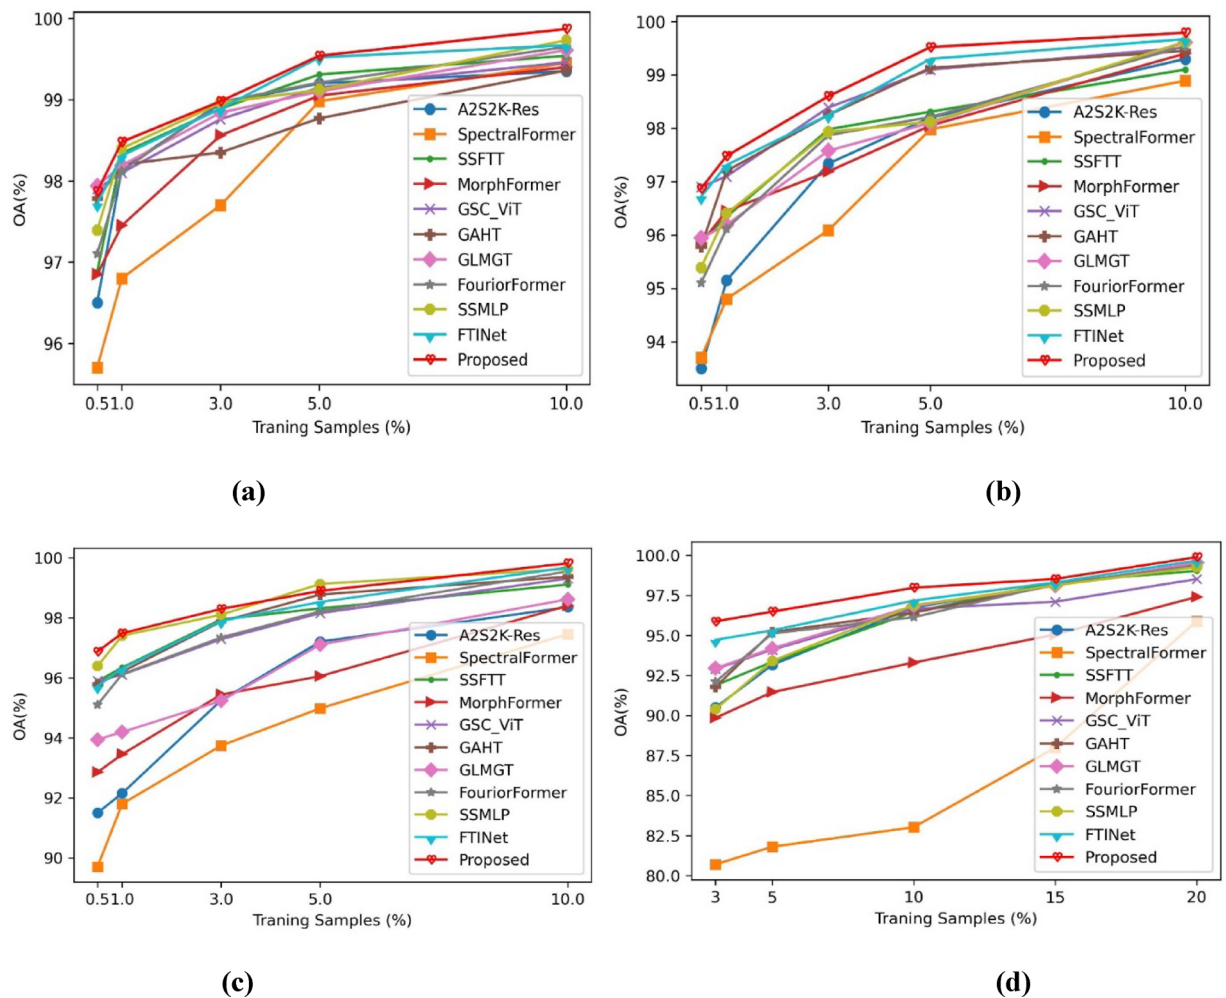 100
99
98
97
96
OA(%)
0.5 1.0 3.0 5.0 10.0
Traning Samples (%)
A2S2K-Res
SpectralFormer
SSFTT
MorphFormer
GSC_ViT
GAHT
GLMGT
FouriorFormer
SSMLP
FTINet
Proposed
(a)
100
99
98
97
96
95
94
OA(%)
0.5 1.0 3.0 5.0 10.0
Traning Samples (%)
A2S2K-Res
SpectralFormer
SSFTT
MorphFormer
GSC_ViT
GAHT
GLMGT
FouriorFormer
SSMLP
FTINet
Proposed
(b)
100
98
96
94
92
90
OA(%)
0.5 1.0 3.0 5.0 10.0
Traning Samples (%)
A2S2K-Res
SpectralFormer
SSFTT
MorphFormer
GSC_ViT
GAHT
GLMGT
FouriorFormer
SSMLP
FTINet
Proposed
(c)
100.0
97.5
95.0
92.5
90.0
87.5
85.0
82.5
80.0
OA(%)
3 5 10 15 20
Traning Samples (%)
A2S2K-Res
SpectralFormer
SSFTT
MorphFormer
GSC_ViT
GAHT
GLMGT
FouriorFormer
SSMLP
FTINet
Proposed
(d)